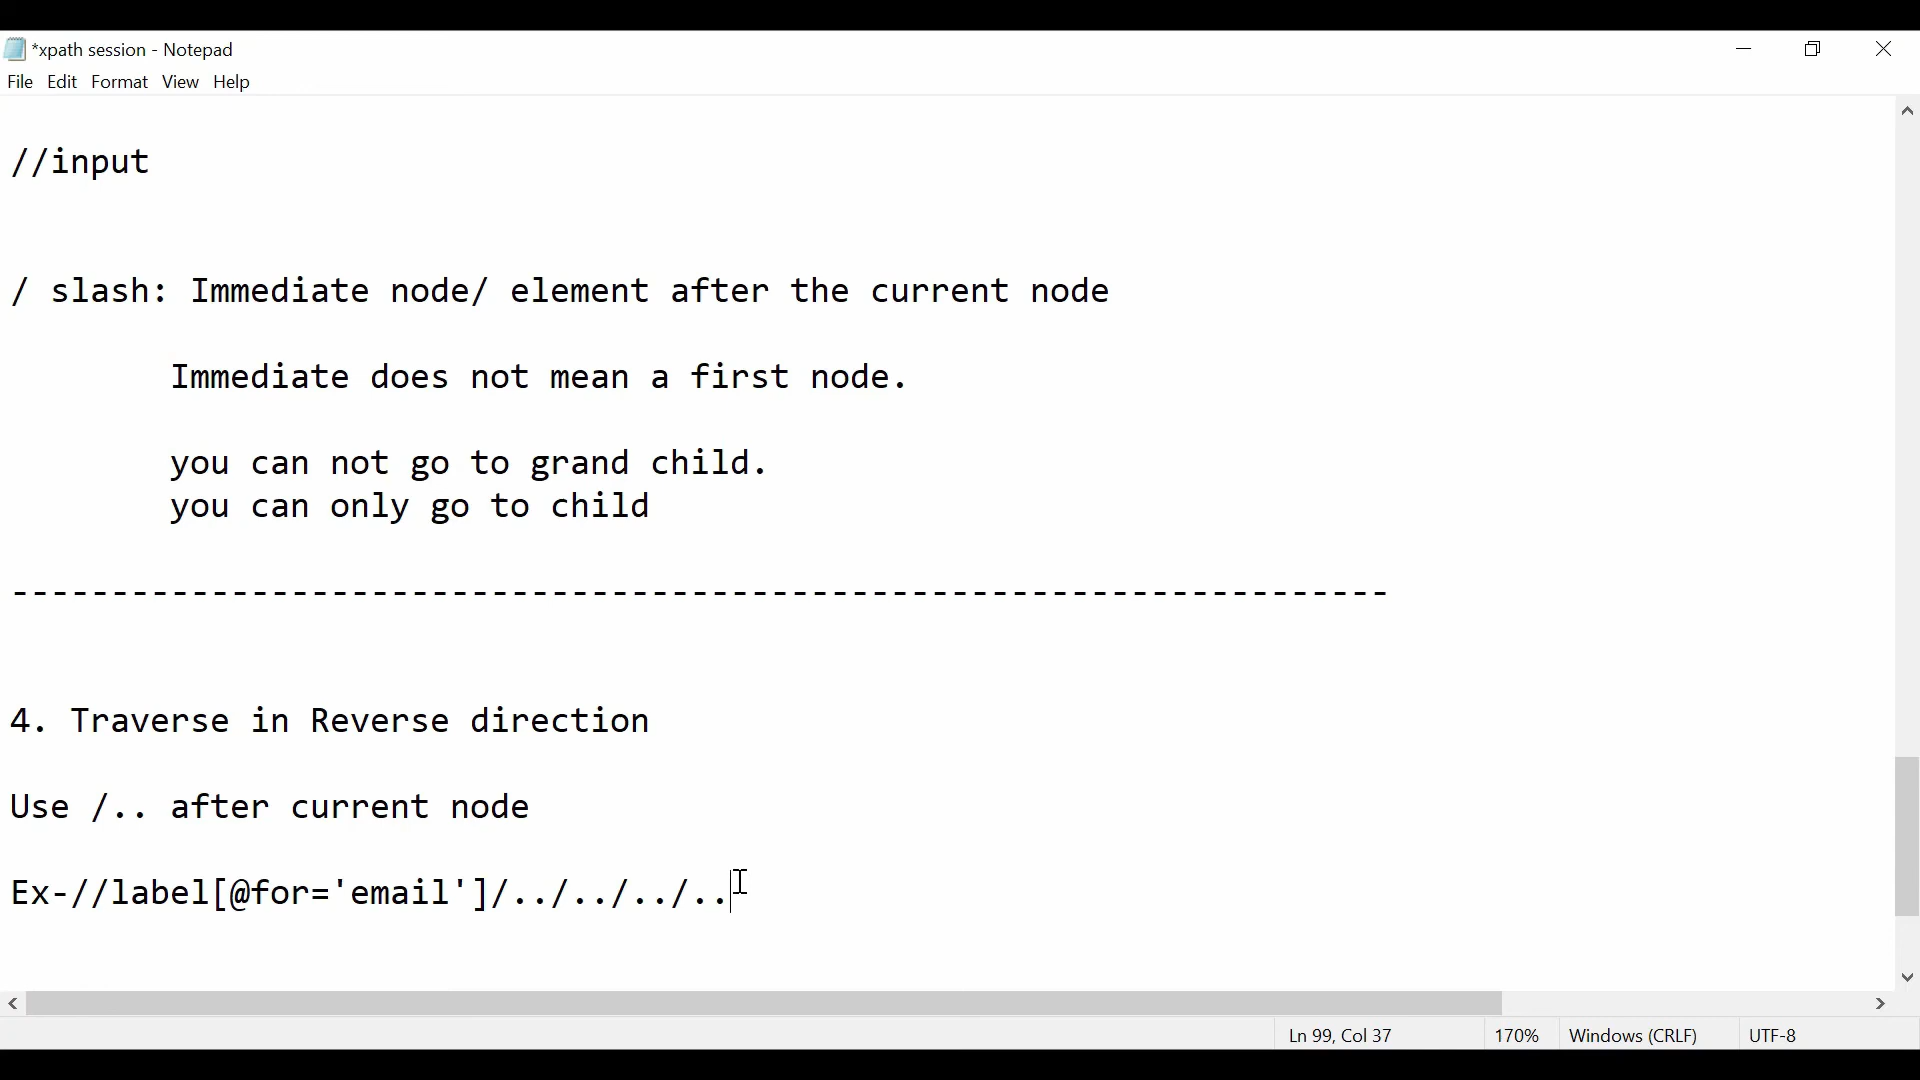 *xpath session - Notepad
File Edit Format View Help
//input
/ slash: Immediate node/ element after the current node
Immediate does not mean a first node.
you can not go to grand child.
you can only go to child
---------------------------------------------------------------------
4. Traverse in Reverse direction
Use /.. after current node
Ex-//label[@for='email']/../../../..
Ln 99, Col 37 170% Windows (CRLF) UTF-8